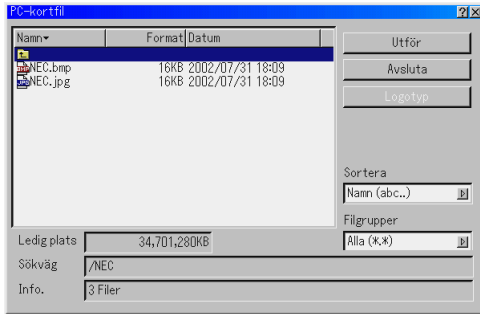 PC-kortfil
Namn Format Datum
NEC.bmp 16KB 2002/07/31 18:09
NEC.jpg 16KB 2002/07/31 18:09
Utför
Avsluta
Logotyp
Sortera
Namn (abc..)
Filgrupper
Alla (*.*)
Ledig plats 34,701,280KB
Sökväg /NEC
Info. 3 Filer